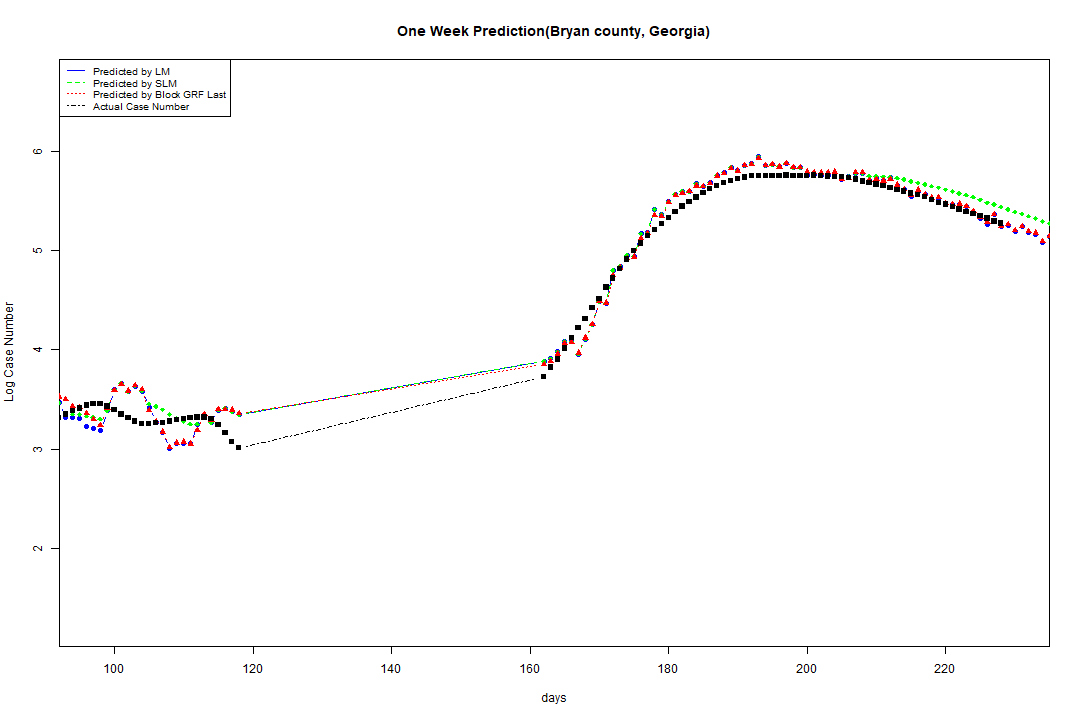 One Week Prediction(Bryan county, Georgia)
Predicted by LM
Predicted by SLM
Predicted by Block GRF Last
Actual Case Number
6
5
4
3
2
Log Case Number
100 120 140 160 180 200 220
days